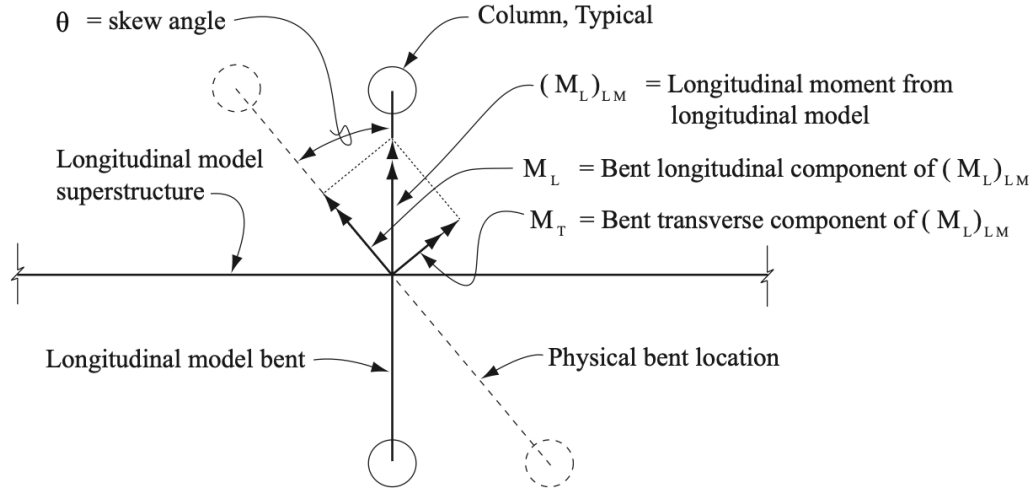 θ = skew angle
Column, Typical
(M_L)_LM = Longitudinal moment from
longitudinal model
Longitudinal model
superstructure
M_L = Bent longitudinal component of (M_L)_LM
M_T = Bent transverse component of (M_L)_LM
Longitudinal model bent
Physical bent location